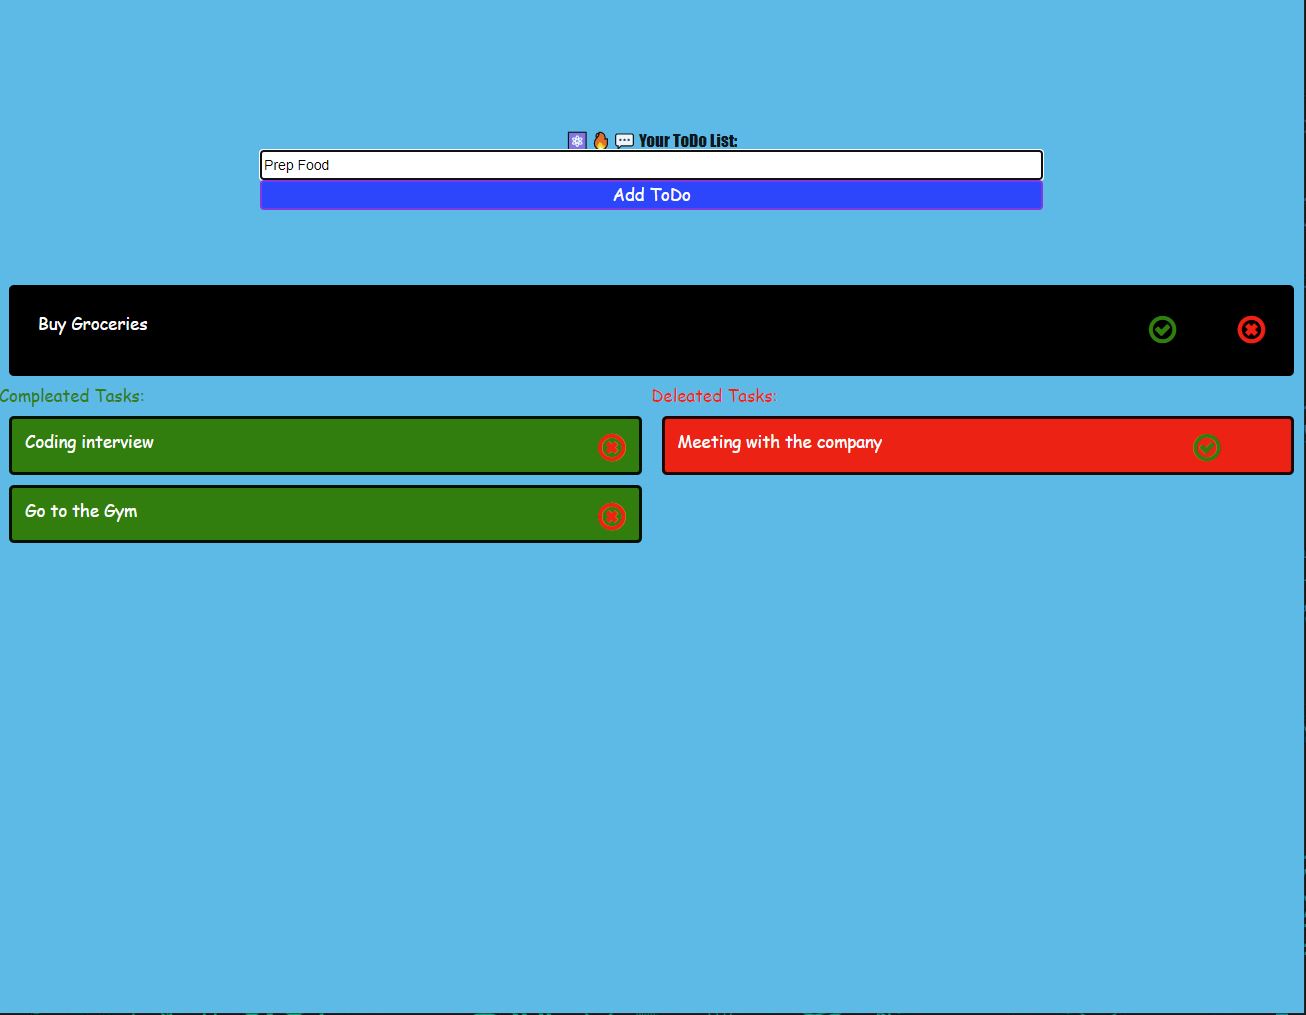 ⚛️ 🔥 💬 Your ToDo List:
Prep Food
Add ToDo
Buy Groceries
Compleated Tasks:
Deleated Tasks:
Coding interview
Meeting with the company
Go to the Gym